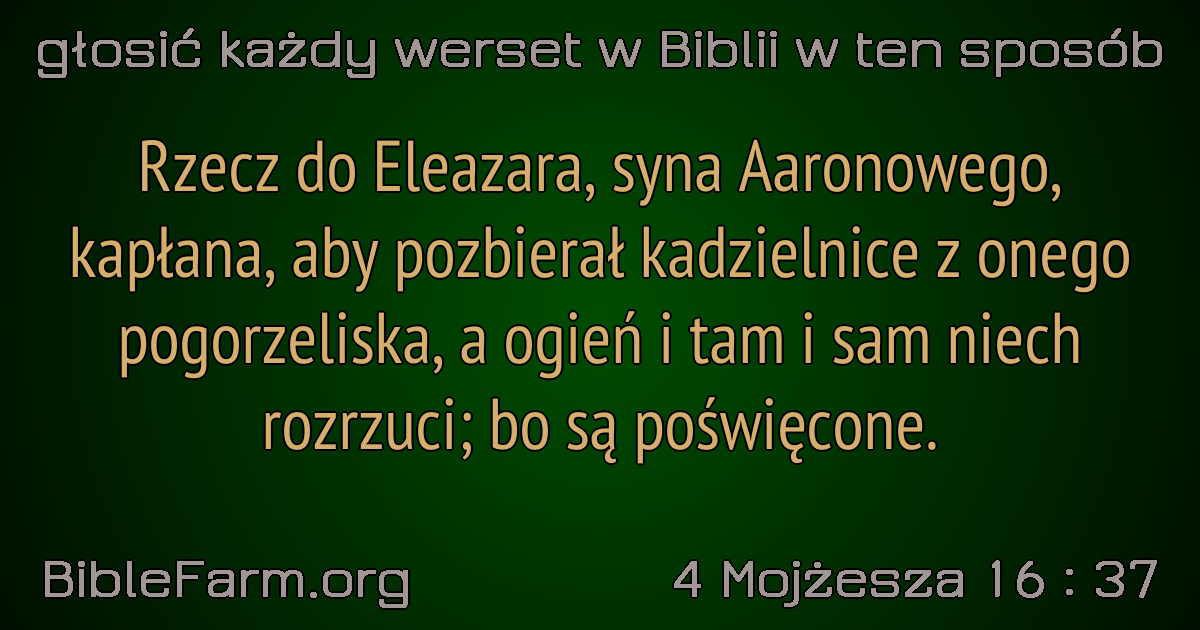 głosić każdy werset w Biblii w ten sposób
Rzecz do Eleazara, syna Aaronowego,
kapłana, aby pozbierał kadzielnice z onego
pogorzeliska, a ogień i tam i sam niech
rozrzuci; bo są poświęcone.
BibleFarm.org
4 Mojżesza 16 : 37